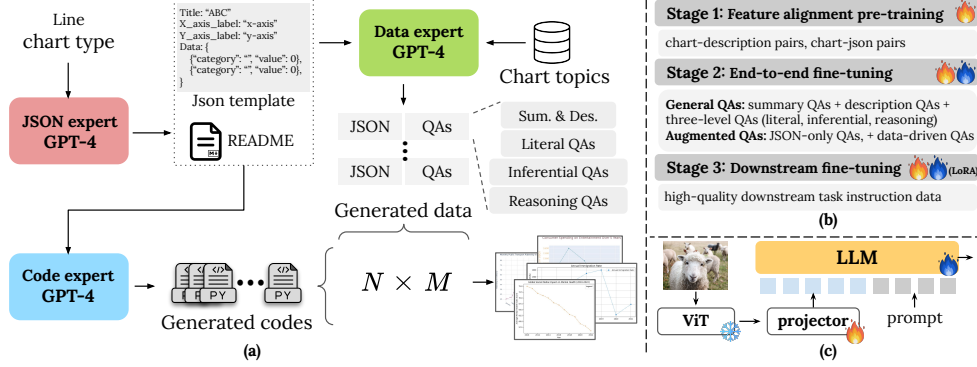 Line
chart type
JSON expert
GPT-4
Title: “ABC”
X_axis_label: “x-axis”
Y_axis_label: “y-axis”
Data: {
{“category”: “”, “value”: 0},
{“category”: “”, “value”: 0},
}
Json template
README
Data expert
GPT-4
Chart topics
JSON QAs
JSON QAs
Generated data
Sum. & Des.
Literal QAs
Inferential QAs
Reasoning QAs
Code expert
GPT-4
PY PY
Generated codes
N × M
(a)
Stage 1: Feature alignment pre-training
chart-description pairs, chart-json pairs
Stage 2: End-to-end fine-tuning
General QAs: summary QAs + description QAs +
three-level QAs (literal, inferential, reasoning)
Augmented QAs: JSON-only QAs, + data-driven QAs
Stage 3: Downstream fine-tuning (LoRA)
high-quality downstream task instruction data
(b)
LLM
ViT
projector
prompt
(c)